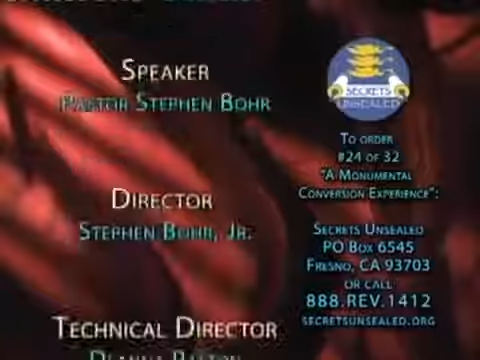 SPEAKER
PASTOR STEPHEN BOHR
DIRECTOR
STEPHEN BOHR, JR.
TECHNICAL DIRECTOR
SECRETS
UNSEALED
TO ORDER
#24 OF 32
"A MONUMENTAL
CONVERSION EXPERIENCE":
SECRETS UNSEALED
PO BOX 6545
FRESNO, CA 93703
OR CALL
888.REV.1412
SECRETSUNSEALED.ORG